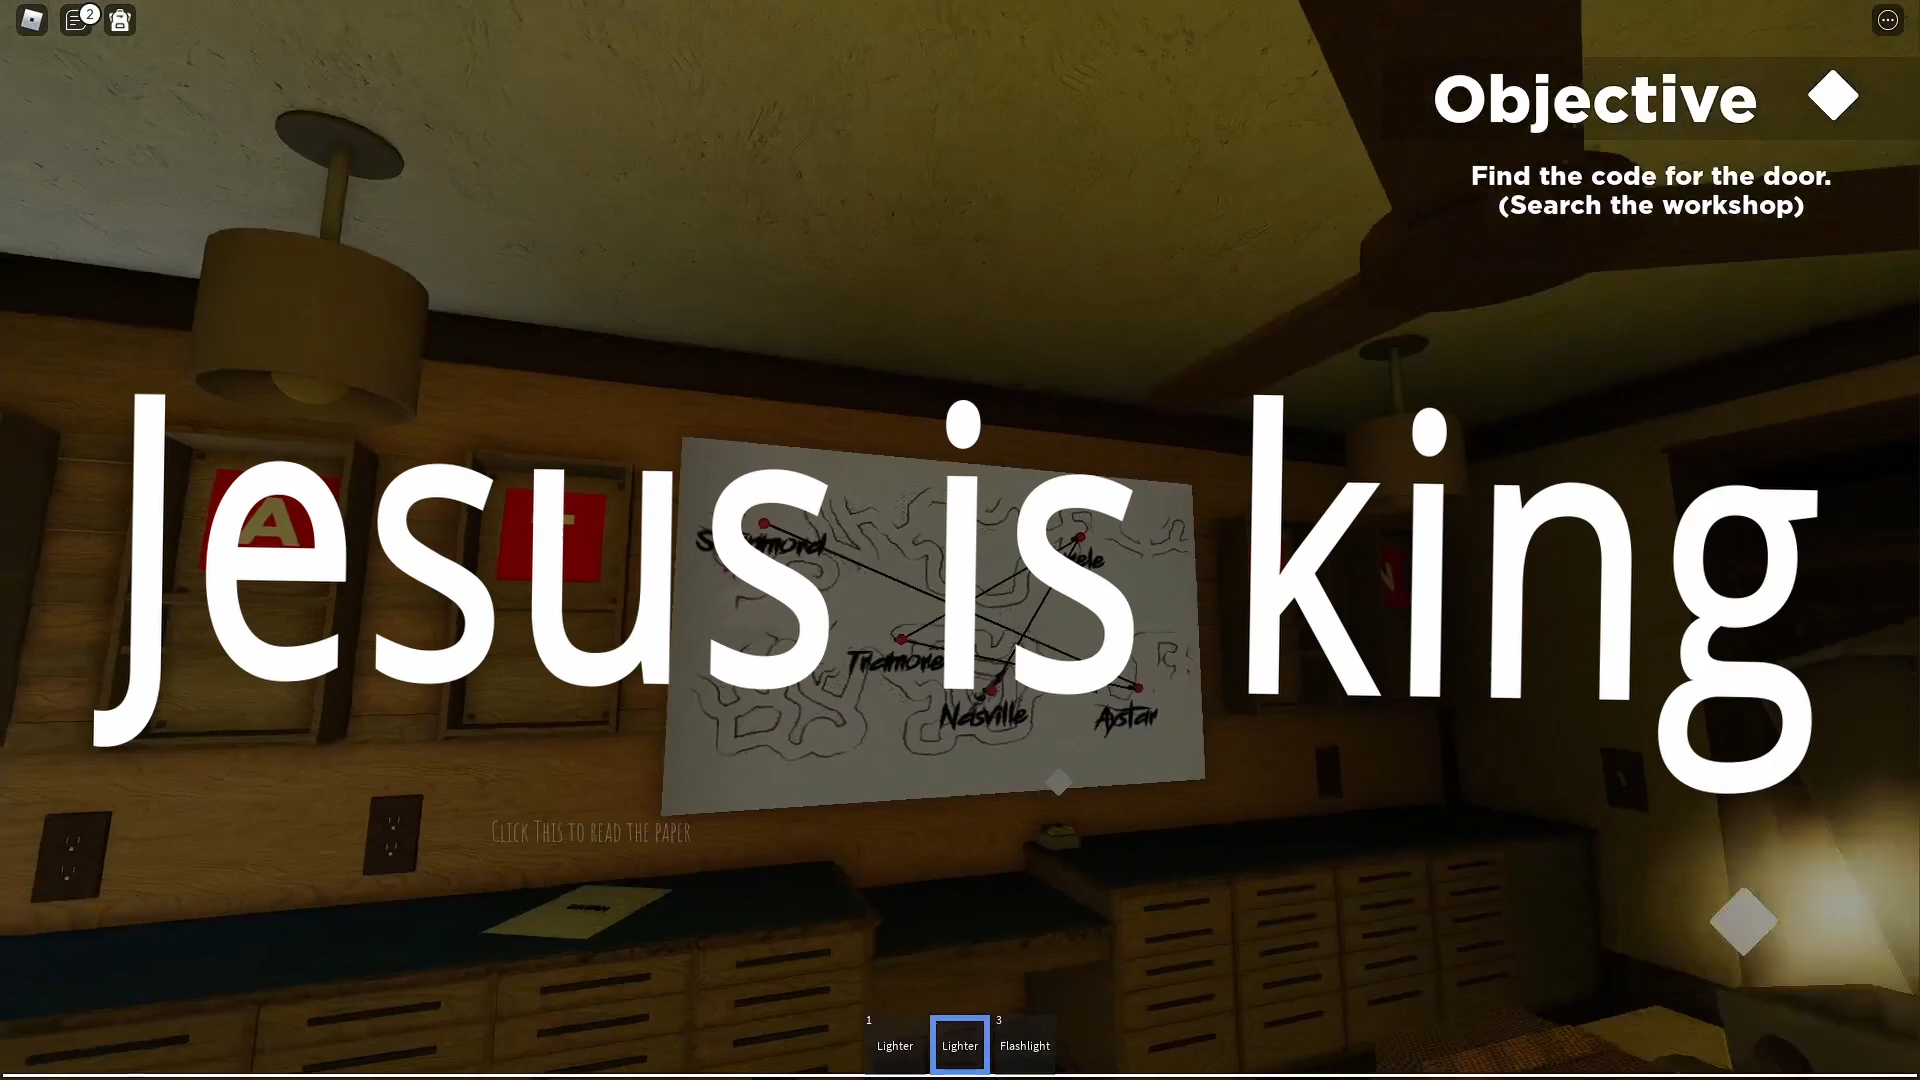 2
Objective
Find the code for the door.
(Search the workshop)
Jesus is king
A
Tramore
Nasville
Aystar
Click This to read the paper
1
3
Lighter
Lighter
Flashlight